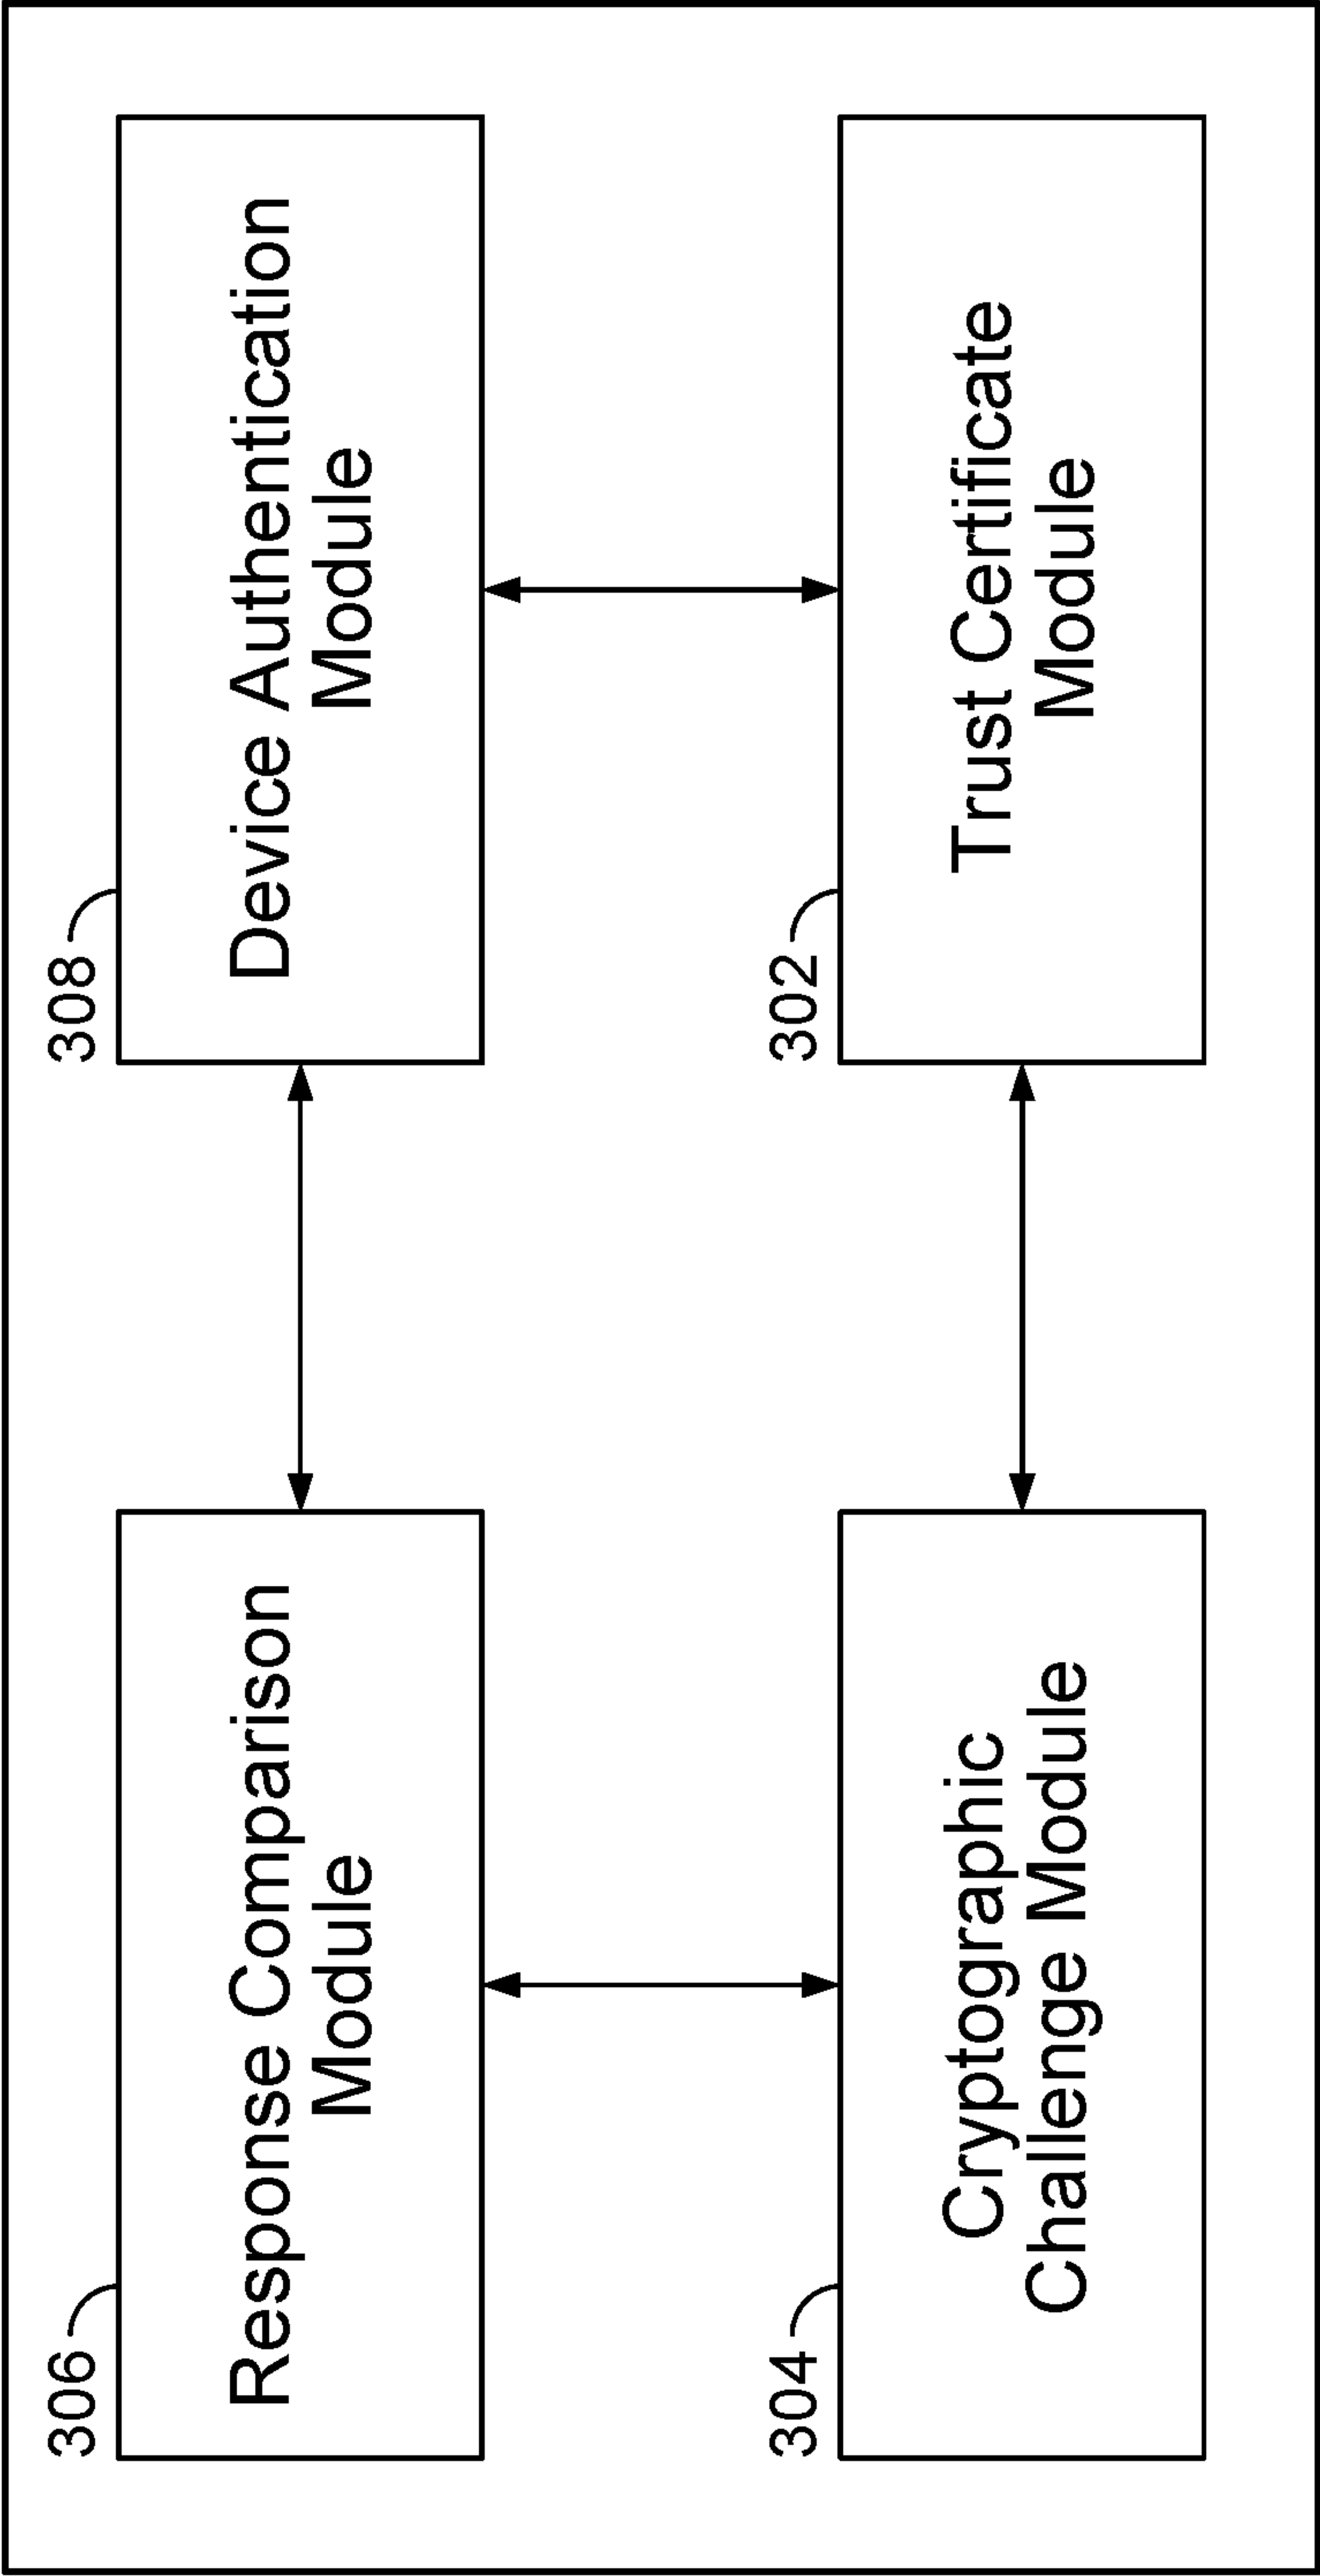 306
Response Comparison
Module
308
Device Authentication
Module
304
Cryptographic
Challenge Module
302
Trust Certificate
Module